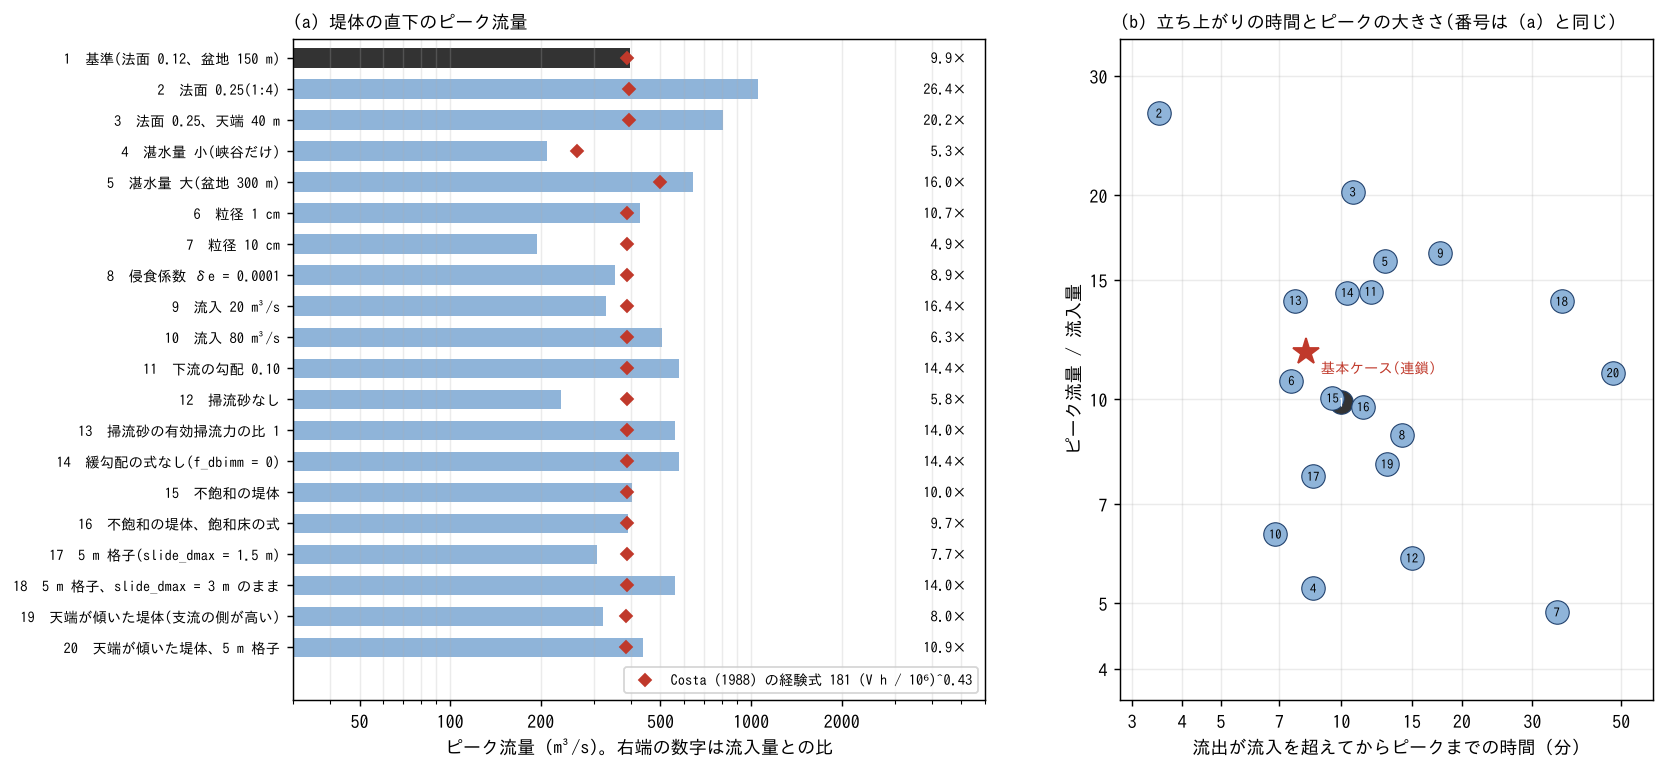 (a) 堤体の直下のピーク流量
1 基準(法面 0.12、盆地 150 m) 9.9×
2 法面 0.25(1:4) 26.4×
3 法面 0.25、天端 40 m 20.2×
4 湛水量 小(峡谷だけ) 5.3×
5 湛水量 大(盆地 300 m) 16.0×
6 粒径 1 cm 10.7×
7 粒径 10 cm 4.9×
8 侵食係数 δe = 0.0001 8.9×
9 流入 20 m³/s 16.4×
10 流入 80 m³/s 6.3×
11 下流の勾配 0.10 14.4×
12 掃流砂なし 5.8×
13 掃流砂の有効掃流力の比 1 14.0×
14 緩勾配の式なし(f_dbimm = 0) 14.4×
15 不飽和の堤体 10.0×
16 不飽和の堤体、飽和床の式 9.7×
17 5 m 格子(slide_dmax = 1.5 m) 7.7×
18 5 m 格子、slide_dmax = 3 m のまま 14.0×
19 天端が傾いた堤体(支流の側が高い) 8.0×
20 天端が傾いた堤体、5 m 格子 10.9×
Costa (1988) の経験式 181 (V h / 10⁶)^0.43
50 100 200 500 1000 2000
ピーク流量 (m³/s)。右端の数字は流入量との比
(b) 立ち上がりの時間とピークの大きさ(番号は (a) と同じ)
ピーク流量 / 流入量
30
20
15
10
7
5
4
2
3
9
5
14
11
13
18
基本ケース(連鎖)
20
6
15
16
8
19
17
10
12
4
7
3 4 5 7 10 15 20 30 50
流出が流入を超えてからピークまでの時間 (分)